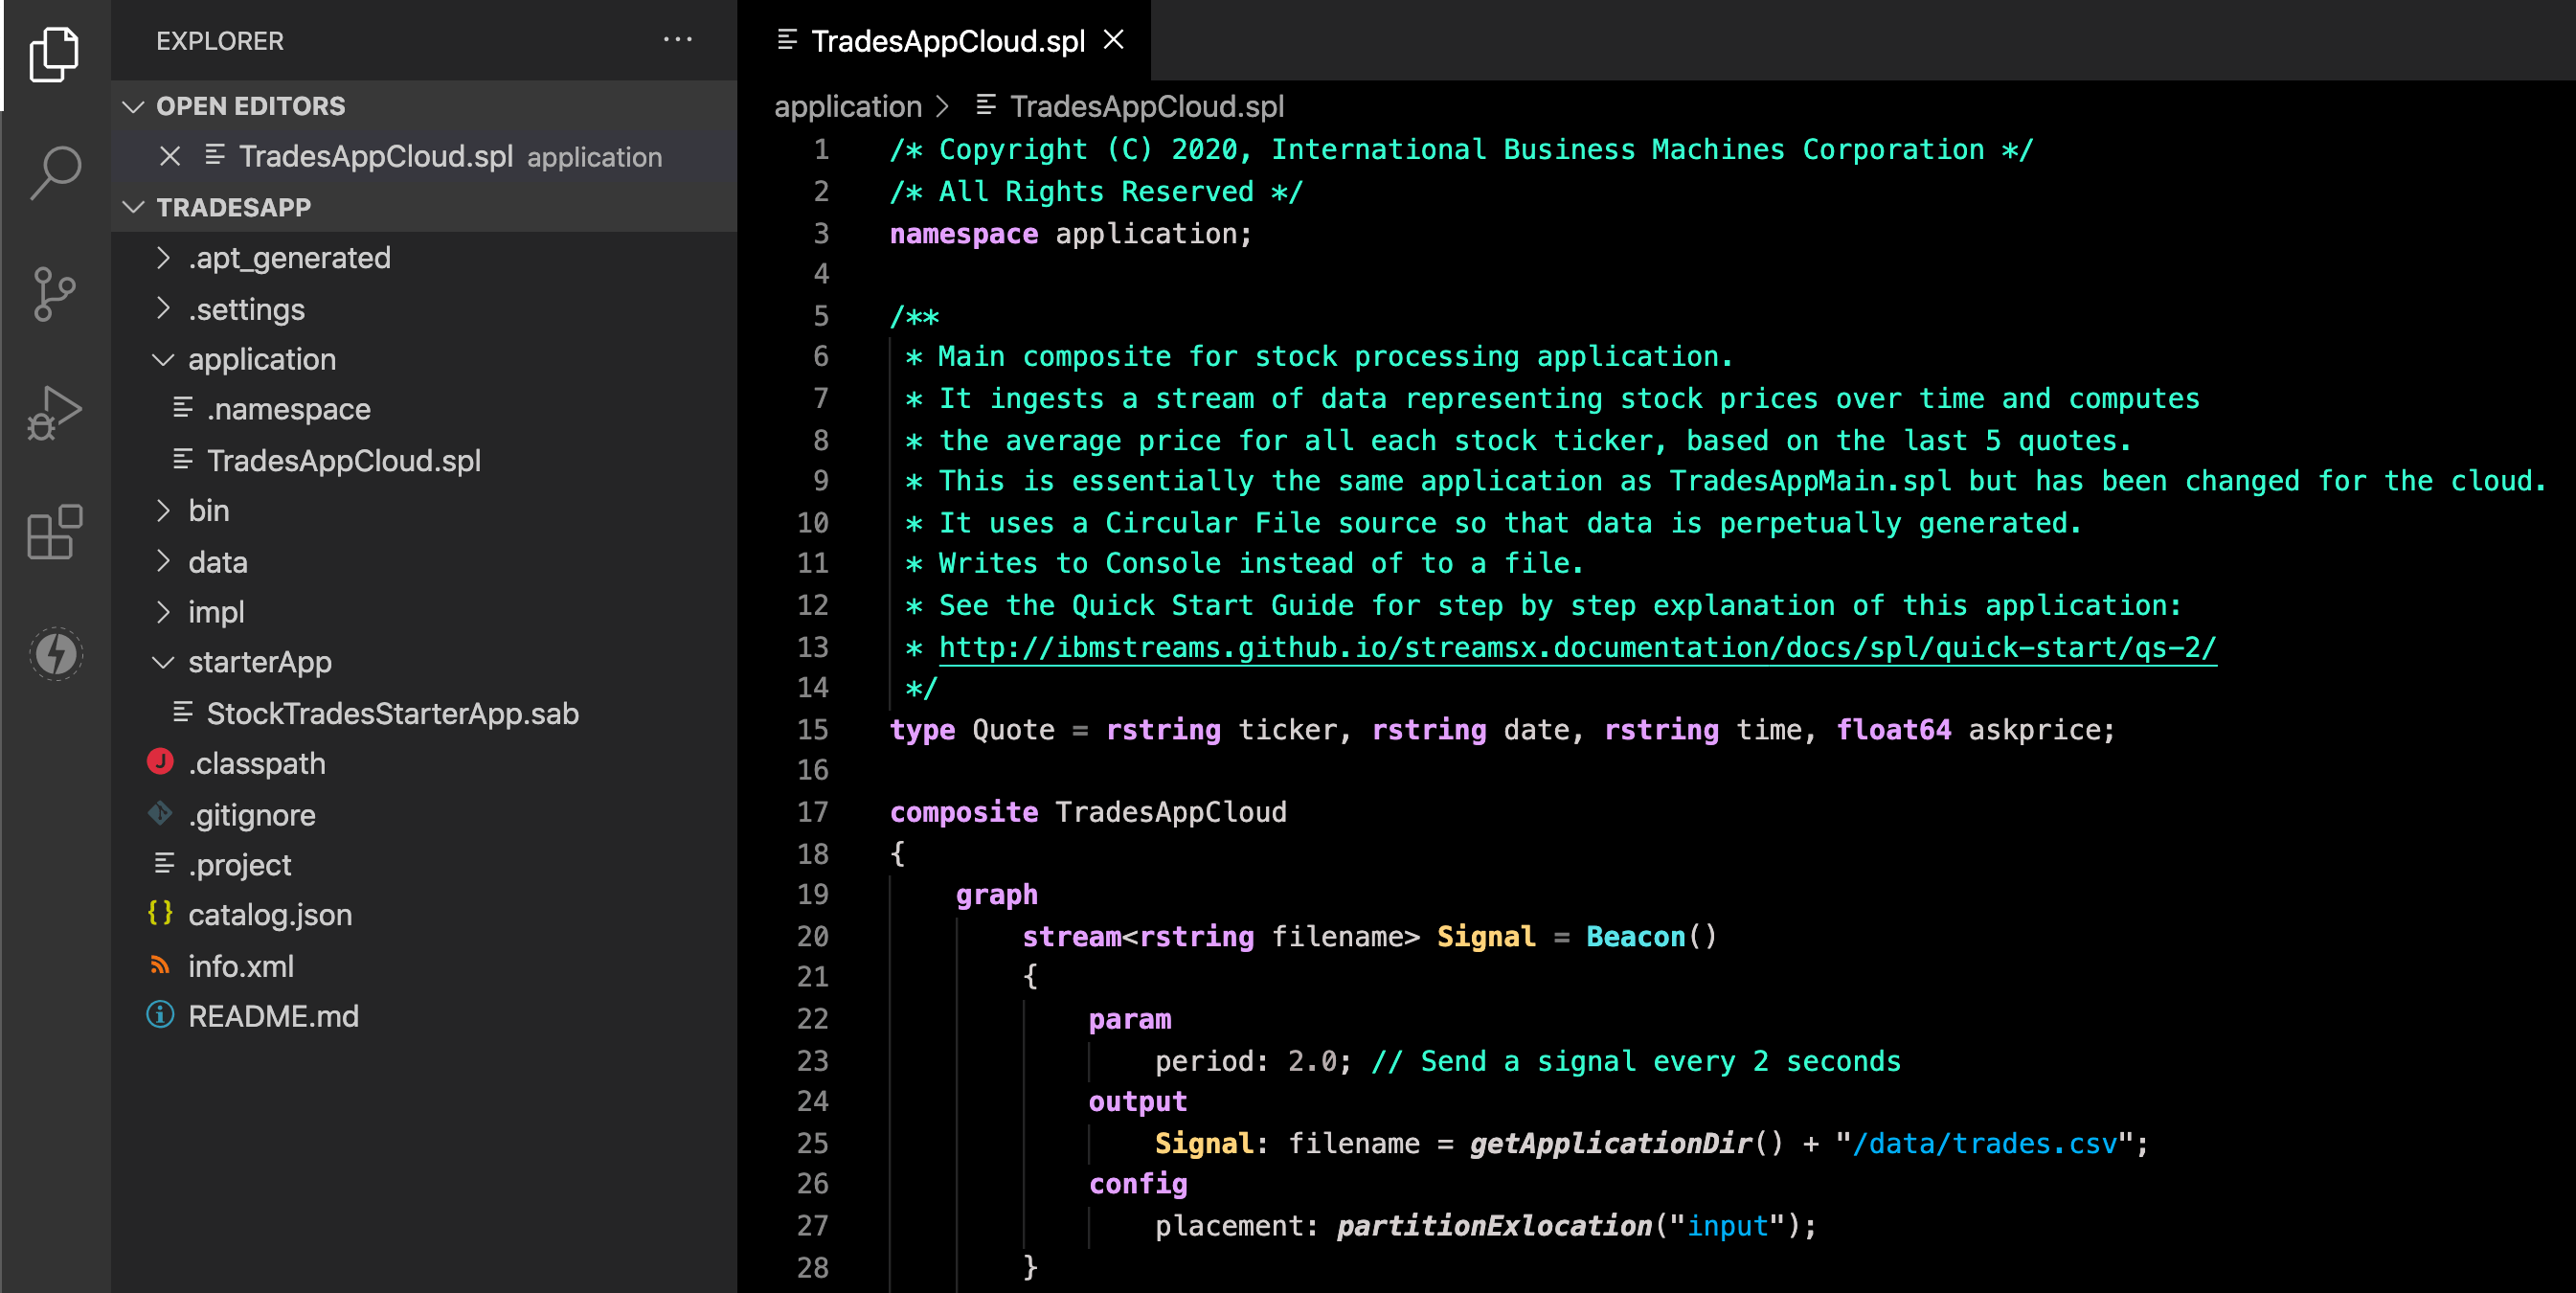 EXPLORER
OPEN EDITORS
TradesAppCloud.spl application
TRADESAPP
.apt_generated
.settings
application
.namespace
TradesAppCloud.spl
bin
data
impl
starterApp
StockTradesStarterApp.sab
.classpath
.gitignore
.project
catalog.json
info.xml
README.md
TradesAppCloud.spl
application > TradesAppCloud.spl
1 /* Copyright (C) 2020, International Business Machines Corporation */
2 /* All Rights Reserved */
3 namespace application;
4
5 /**
6 * Main composite for stock processing application.
7 * It ingests a stream of data representing stock prices over time and computes
8 * the average price for all each stock ticker, based on the last 5 quotes.
9 * This is essentially the same application as TradesAppMain.spl but has been changed for the cloud.
10 * It uses a Circular File source so that data is perpetually generated.
11 * Writes to Console instead of to a file.
12 * See the Quick Start Guide for step by step explanation of this application:
13 * http://ibmstreams.github.io/streamsx.documentation/docs/spl/quick-start/qs-2/
14 */
15 type Quote = rstring ticker, rstring date, rstring time, float64 askprice;
16
17 composite TradesAppCloud
18 {
19 graph
20 stream<rstring filename> Signal = Beacon()
21 {
22 param
23 period: 2.0; // Send a signal every 2 seconds
24 output
25 Signal: filename = getApplicationDir() + "/data/trades.csv";
26 config
27 placement: partitionExlocation("input");
28 }